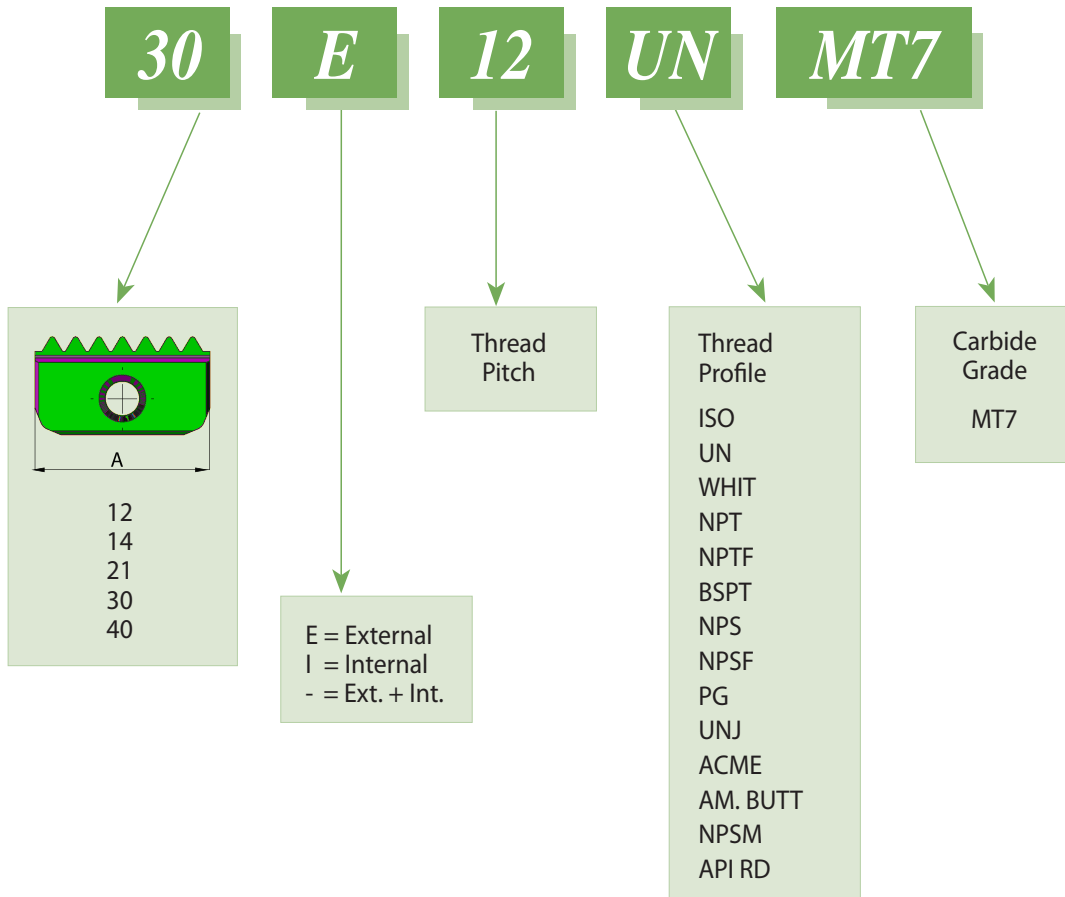 30 E 12 UN MT7
A
12
14
21
30
40
E = External
I = Internal
- = Ext. + Int.
Thread
Pitch
Thread
Profile
ISO
UN
WHIT
NPT
NPTF
BSPT
NPS
NPSF
PG
UNJ
ACME
AM. BUTT
NPSM
API RD
Carbide
Grade
MT7